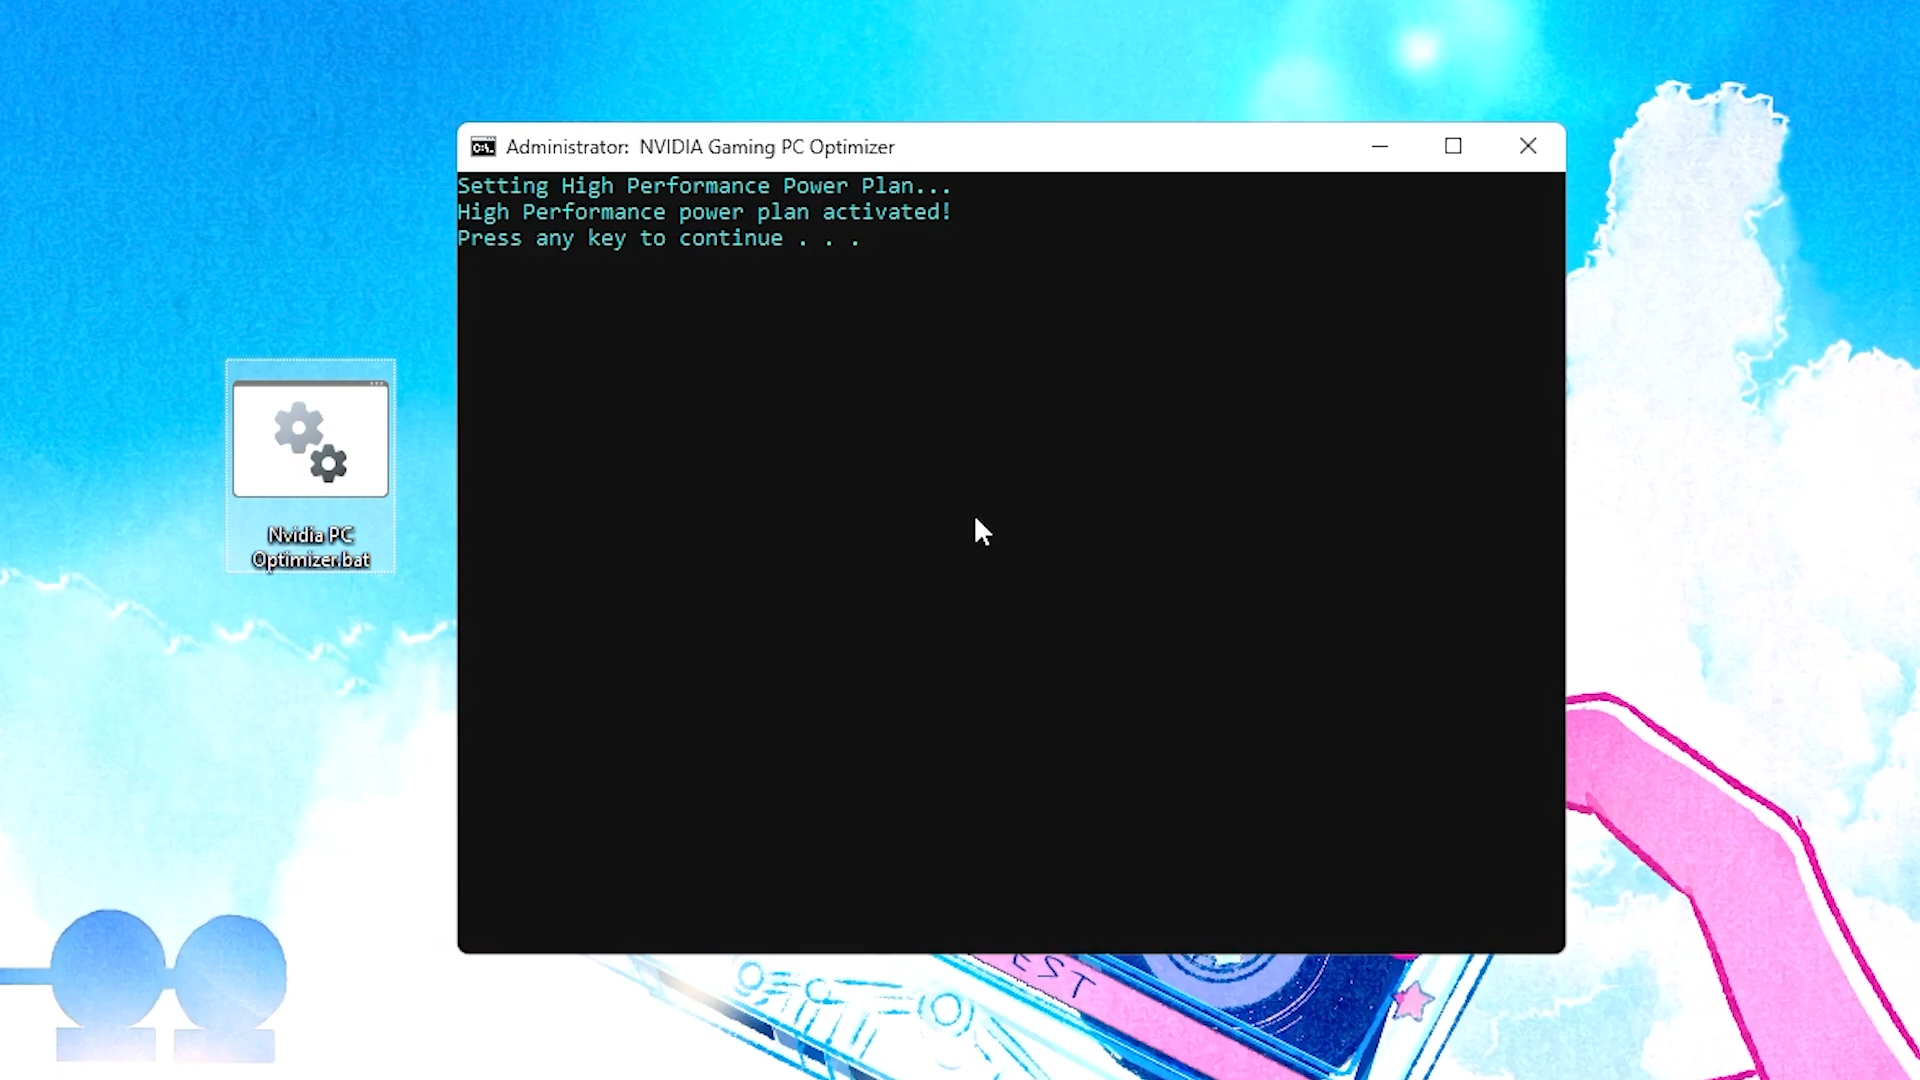 Administrator:  NVIDIA Gaming PC Optimizer
Setting High Performance Power Plan...
High Performance power plan activated!
Press any key to continue . . .
Nvidia PC
Optimizer.bat
EST